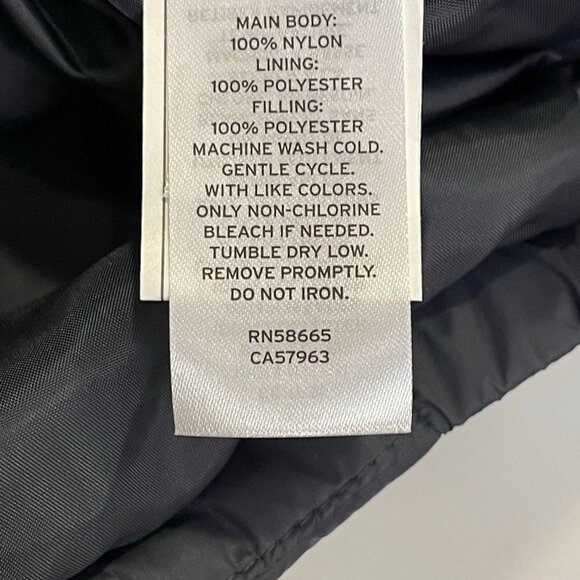 MAIN BODY:
100% NYLON
LINING:
100% POLYESTER
FILLING:
100% POLYESTER
MACHINE WASH COLD.
GENTLE CYCLE.
WITH LIKE COLORS.
ONLY NON-CHLORINE
BLEACH IF NEEDED.
TUMBLE DRY LOW.
REMOVE PROMPTLY.
DO NOT IRON.
RN58665
CA57963